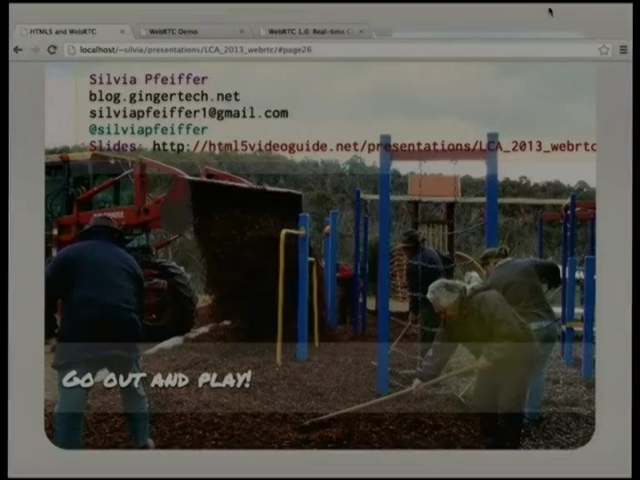 HTML5 and WebRTC
WebRTC Demo
WebRTC 1.0: Real-time C
localhost/~silvia/presentations/LCA_2013_webrtc/#page26
Silvia Pfeiffer
blog.gingertech.net
silviapfeiffer1@gmail.com
@silviapfeiffer
Slides: http://html5videoguide.net/presentations/LCA_2013_webrtc
Go out and play!